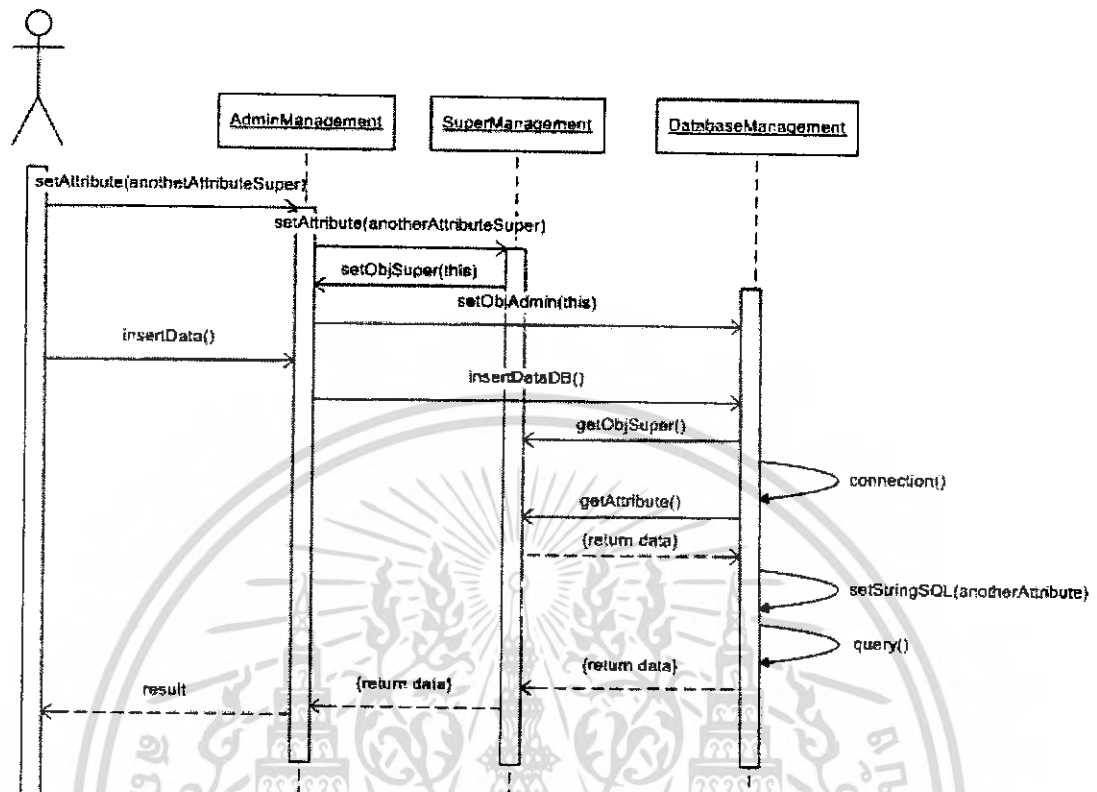 AdminManagement
SuperManagement
DatabaseManagement
setAttribute(anothetAttributeSuper)
setAttribute(anotherAttributeSuper)
setObjSuper(this)
setObjAdmin(this)
insertData()
insertDataDB()
getObjSuper()
connection()
getAttribute()
{return data}
setStringSQL(anotherAttribute)
query()
{return data}
{return data}
result